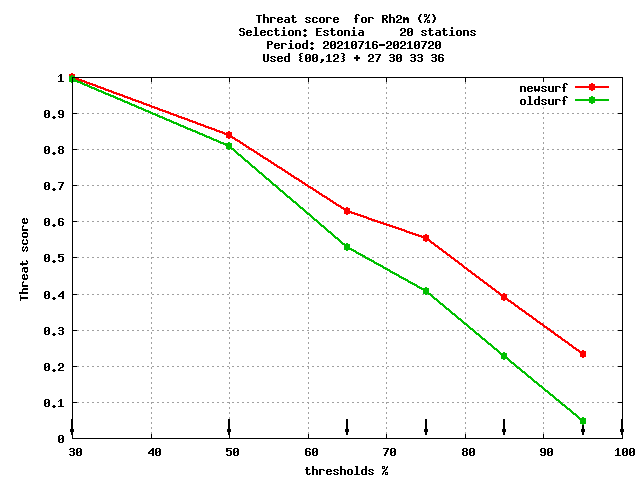 Threat score  for Rh2m (%)
Selection: Estonia     20 stations
Period: 20210716-20210720
Used {00,12} + 27 30 33 36
newsurf
oldsurf
1
0.9
0.8
0.7
0.6
0.5
0.4
0.3
0.2
0.1
0
Threat score
30 40 50 60 70 80 90 100
thresholds %